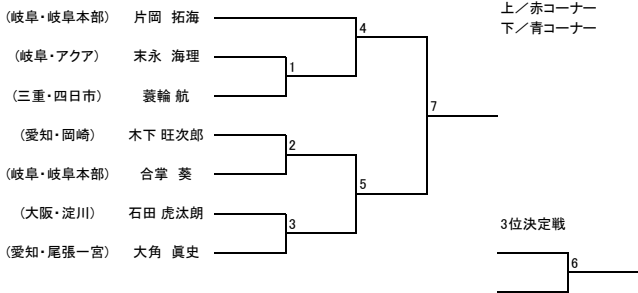 (岐阜・岐阜本部) 片岡 拓海
(岐阜・アクア) 末永 海理
(三重・四日市) 蓑輪 航
(愛知・岡崎) 木下 旺次郎
(岐阜・岐阜本部) 合掌 葵
(大阪・淀川) 石田 虎汰朗
(愛知・尾張一宮) 大角 眞史
1
2
3
4
5
7
上／赤コーナー
下／青コーナー
3位決定戦
6